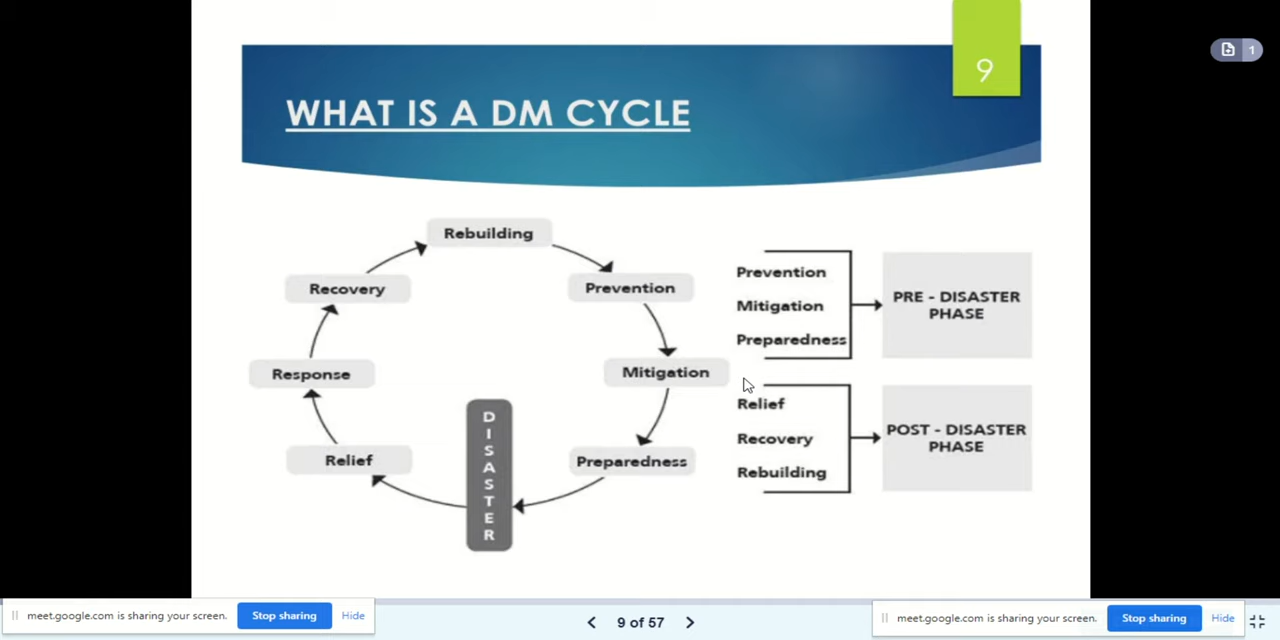 9
1
WHAT IS A DM CYCLE
Rebuilding
Prevention
Mitigation
Preparedness
DISASTER
Relief
Response
Recovery
Prevention
Mitigation
Preparedness
PRE - DISASTER
PHASE
Relief
Recovery
Rebuilding
POST - DISASTER
PHASE
meet.google.com is sharing your screen.
Stop sharing
Hide
9 of 57
meet.google.com is sharing your screen.
Stop sharing
Hide